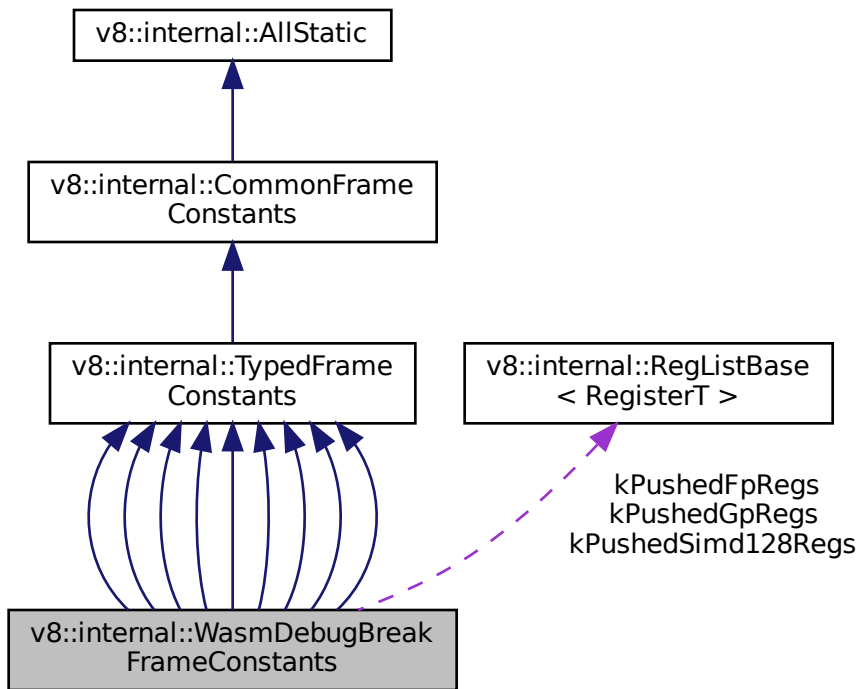 v8::internal::AllStatic
v8::internal::CommonFrame
Constants
v8::internal::TypedFrame
Constants
v8::internal::RegListBase
< RegisterT >
kPushedFpRegs
kPushedGpRegs
kPushedSimd128Regs
v8::internal::WasmDebugBreak
FrameConstants